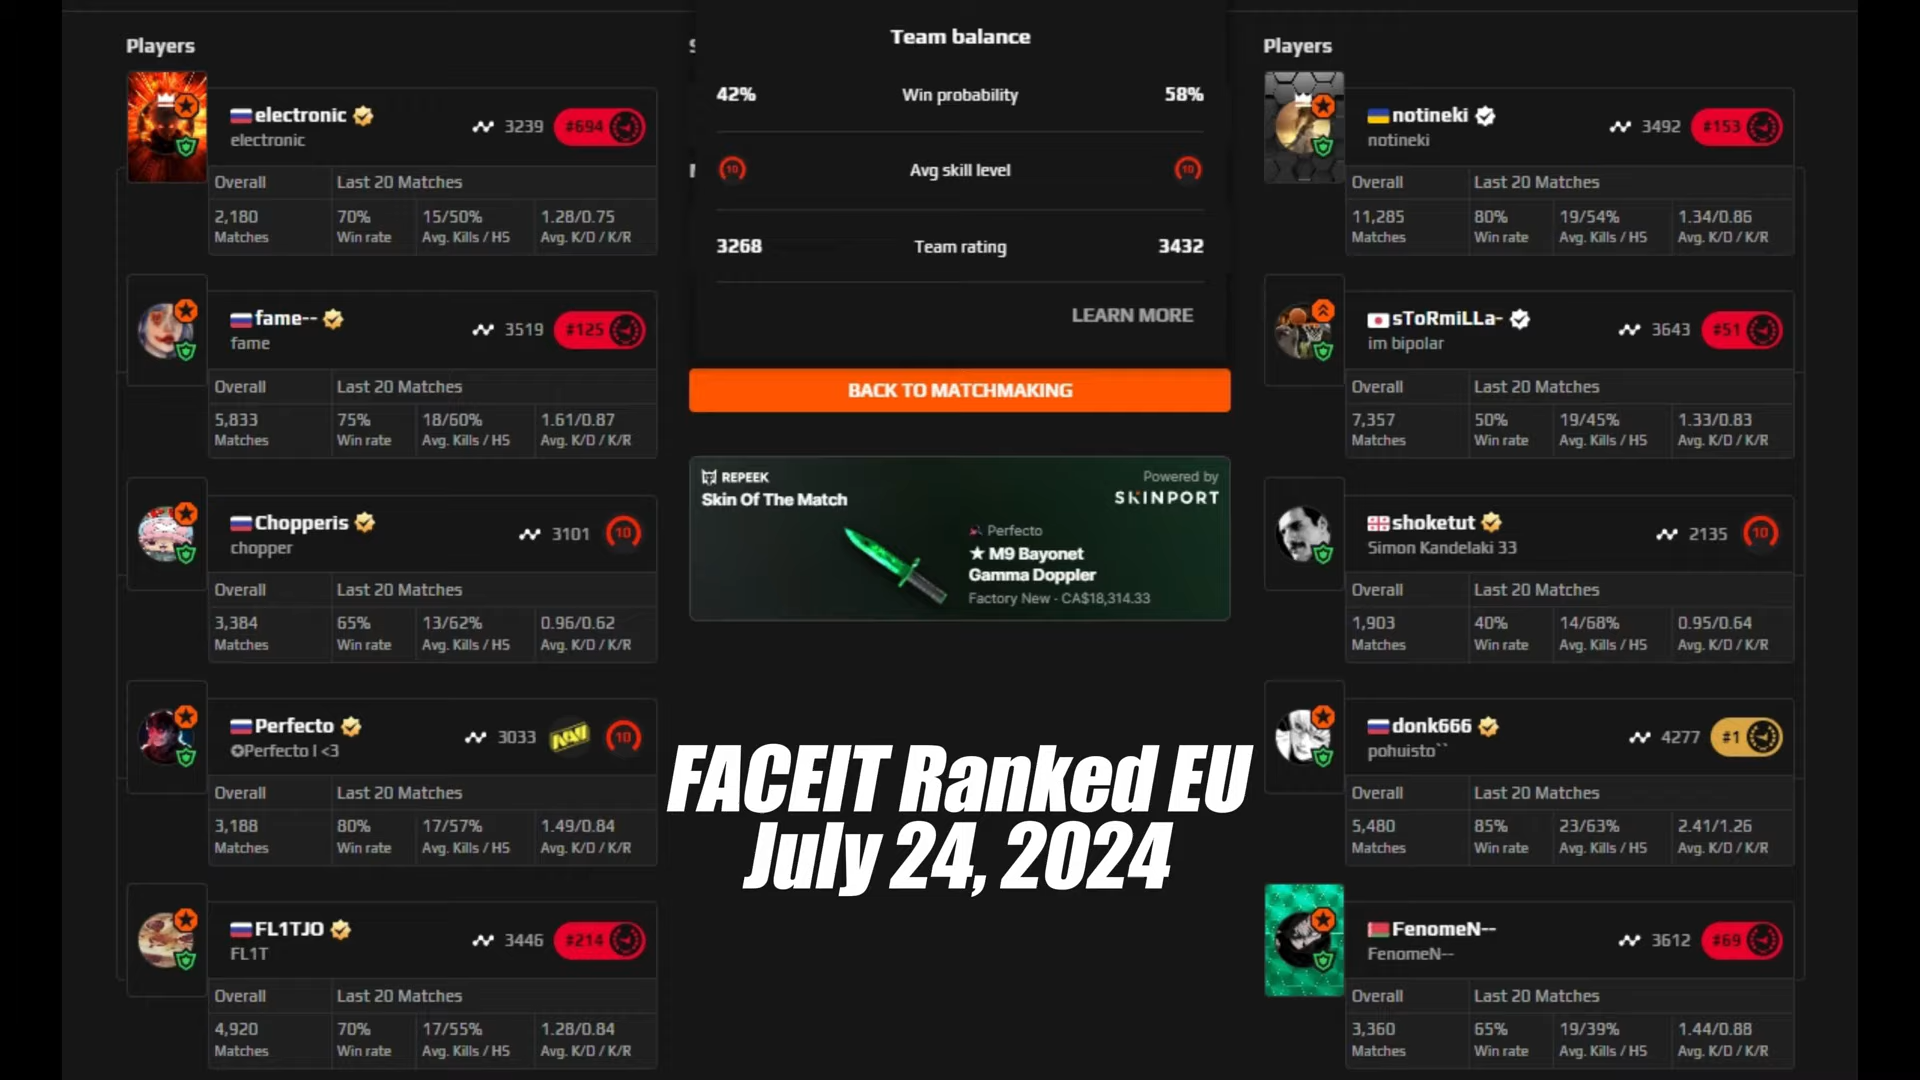 Players
electronic
electronic
3239
#694
Overall
Last 20 Matches
2,180
70%
15/50%
1.28/0.75
Matches
Win rate
Avg. Kills / HS
Avg. K/D / K/R
fame--
fame
3519
#125
Overall
Last 20 Matches
5,833
75%
18/60%
1.61/0.87
Matches
Win rate
Avg. Kills / HS
Avg. K/D / K/R
Chopperis
chopper
3101
10
Overall
Last 20 Matches
3,384
65%
13/62%
0.96/0.62
Matches
Win rate
Avg. Kills / HS
Avg. K/D / K/R
Perfecto
✪Perfecto I <3
3033
NAVI
10
Overall
Last 20 Matches
3,188
80%
17/57%
1.49/0.84
Matches
Win rate
Avg. Kills / HS
Avg. K/D / K/R
FL1TJO
FL1T
3446
#214
Overall
Last 20 Matches
4,920
70%
17/55%
1.28/0.84
Matches
Win rate
Avg. Kills / HS
Avg. K/D / K/R
Team balance
42% Win probability 58%
10 Avg skill level 10
3268 Team rating 3432
LEARN MORE
BACK TO MATCHMAKING
REPEEK
Skin Of The Match
Powered by
SKINPORT
Perfecto
★ M9 Bayonet
Gamma Doppler
Factory New - CA$18,314.33
FACEIT Ranked EU
July 24, 2024
Players
notineki
notineki
3492
#153
Overall
Last 20 Matches
11,285
80%
19/54%
1.34/0.86
Matches
Win rate
Avg. Kills / HS
Avg. K/D / K/R
sToRmiLLa-
im bipolar
3643
#51
Overall
Last 20 Matches
7,357
50%
19/45%
1.33/0.83
Matches
Win rate
Avg. Kills / HS
Avg. K/D / K/R
shoketut
Simon Kandelaki 33
2135
10
Overall
Last 20 Matches
1,903
40%
14/68%
0.95/0.64
Matches
Win rate
Avg. Kills / HS
Avg. K/D / K/R
donk666
pohuisto``
4277
#1
Overall
Last 20 Matches
5,480
85%
23/63%
2.41/1.26
Matches
Win rate
Avg. Kills / HS
Avg. K/D / K/R
FenomeN--
FenomeN--
3612
#69
Overall
Last 20 Matches
3,360
65%
19/39%
1.44/0.88
Matches
Win rate
Avg. Kills / HS
Avg. K/D / K/R